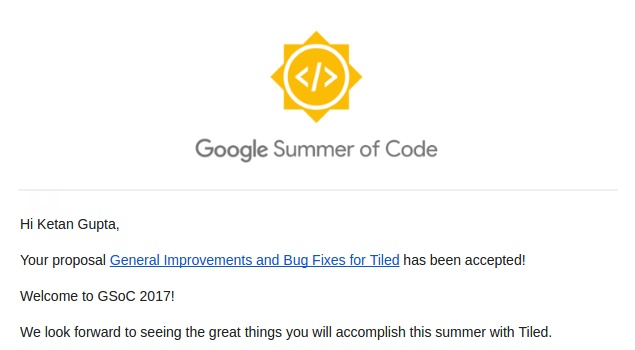 </>
Google Summer of Code
Hi Ketan Gupta,
Your proposal General Improvements and Bug Fixes for Tiled has been accepted!
Welcome to GSoC 2017!
We look forward to seeing the great things you will accomplish this summer with Tiled.